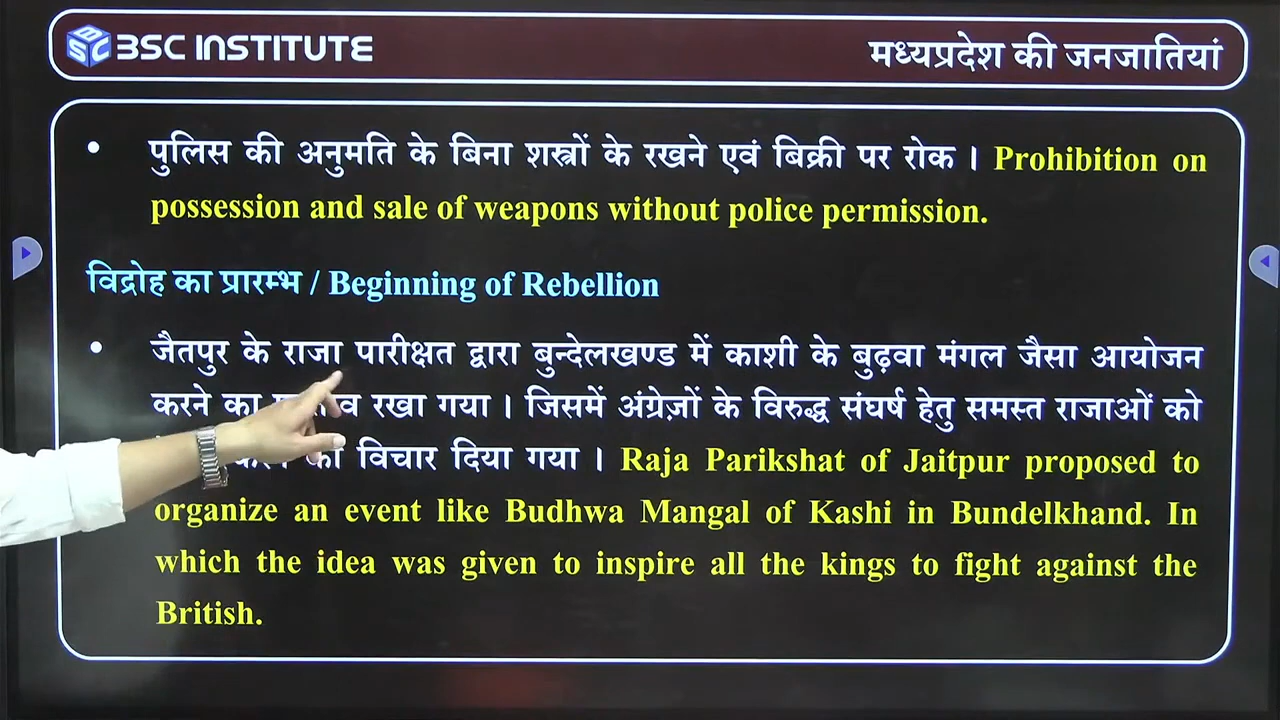 BSC INSTITUTE
मध्यप्रदेश की जनजातियां
• पुलिस की अनुमति के बिना शस्त्रों के रखने एवं बिक्री पर रोक । Prohibition on
possession and sale of weapons without police permission.
विद्रोह का प्रारम्भ / Beginning of Rebellion
• जैतपुर के राजा पारीक्षत द्वारा बुन्देलखण्ड में काशी के बुढ़वा मंगल जैसा आयोजन
करने का रखा गया । जिसमें अंग्रेज़ों के विरुद्ध संघर्ष हेतु समस्त राजाओं को
का विचार दिया गया । Raja Parikshat of Jaitpur proposed to
organize an event like Budhwa Mangal of Kashi in Bundelkhand. In
which the idea was given to inspire all the kings to fight against the
British.